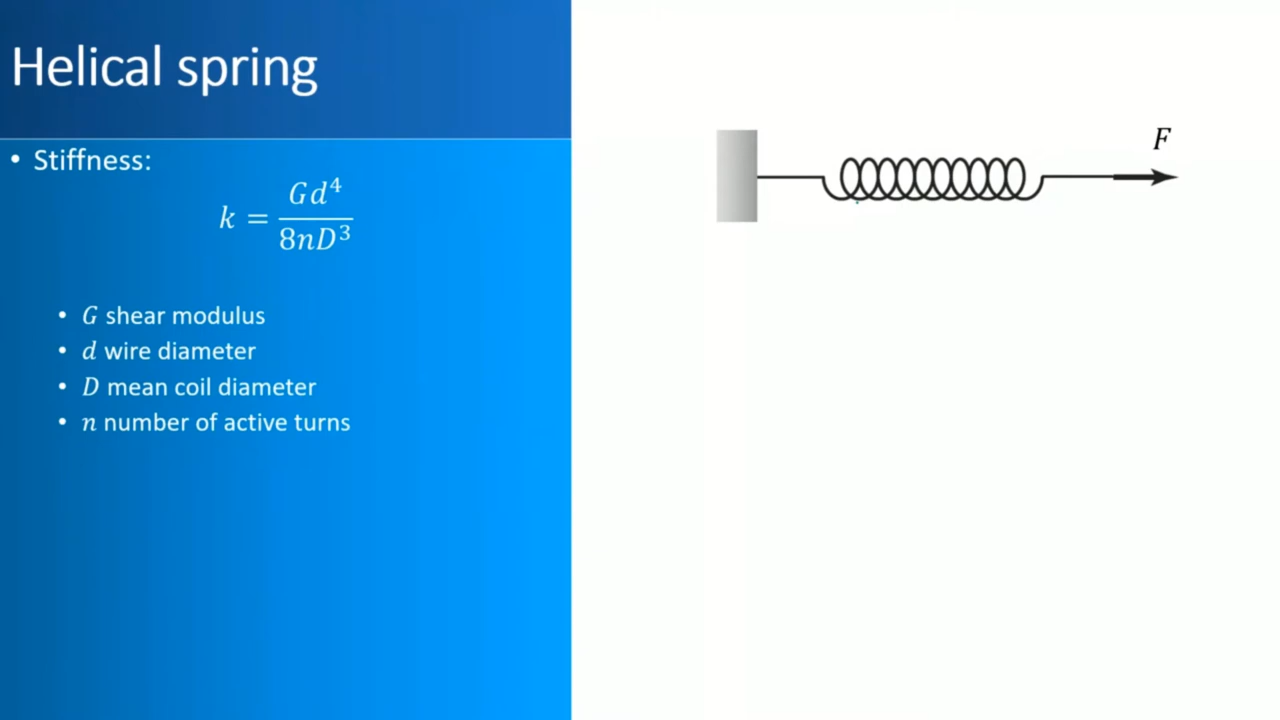 Helical spring
• Stiffness:
k = Gd⁴ / 8nD³
• G shear modulus
• d wire diameter
• D mean coil diameter
• n number of active turns
F